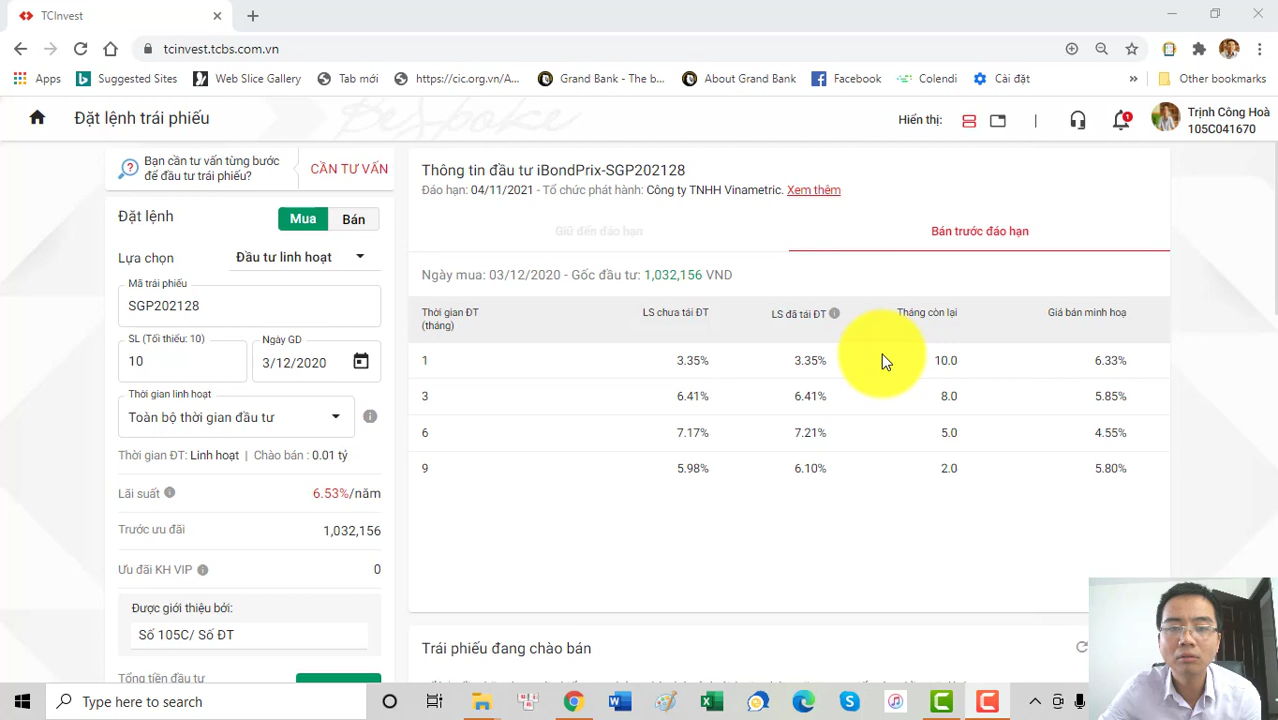 TCInvest
tcinvest.tcbs.com.vn
Apps
Suggested Sites
Web Slice Gallery
Tab mới
https://cic.org.vn/A...
Grand Bank - The b...
About Grand Bank
Facebook
Colendi
Cài đặt
»
Other bookmarks
Bespoke
Đặt lệnh trái phiếu
Hiển thị:
1
Trịnh Công Hoà
105C041670
Bạn cần tư vấn từng bước
để đầu tư trái phiếu?
CẦN TƯ VẤN
Đặt lệnh
Mua
Bán
Lựa chọn
Đầu tư linh hoạt
Mã trái phiếu
SGP202128
SL (Tối thiểu: 10)
10
Ngày GD
3/12/2020
Thời gian linh hoạt
Toàn bộ thời gian đầu tư
Thời gian ĐT: Linh hoạt | Chào bán : 0.01 tỷ
Lãi suất
6.53%/năm
Trước ưu đãi
1,032,156
Ưu đãi KH VIP
0
Được giới thiệu bởi:
Số 105C/ Số ĐT
Tổng tiền đầu tư
Thông tin đầu tư iBondPrix-SGP202128
Đáo hạn: 04/11/2021 - Tổ chức phát hành: Công ty TNHH Vinametric. Xem thêm
Giữ đến đáo hạn
Bán trước đáo hạn
Ngày mua: 03/12/2020 - Gốc đầu tư: 1,032,156 VND
Thời gian ĐT
(tháng)
LS chưa tái ĐT
LS đã tái ĐT
Tháng còn lại
Giá bán minh hoạ
1 3.35% 3.35% 10.0 6.33%
3 6.41% 6.41% 8.0 5.85%
6 7.17% 7.21% 5.0 4.55%
9 5.98% 6.10% 2.0 5.80%
Trái phiếu đang chào bán
Type here to search